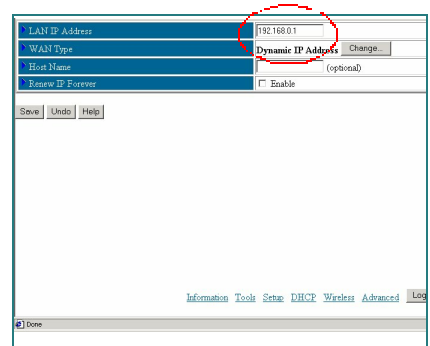 LAN IP Address 192.168.0.1
WAN Type Dynamic IP Address Change...
Host Name (optional)
Renew IP Forever Enable
Save Undo Help
Information Tools Setup DHCP Wireless Advanced Log
Done